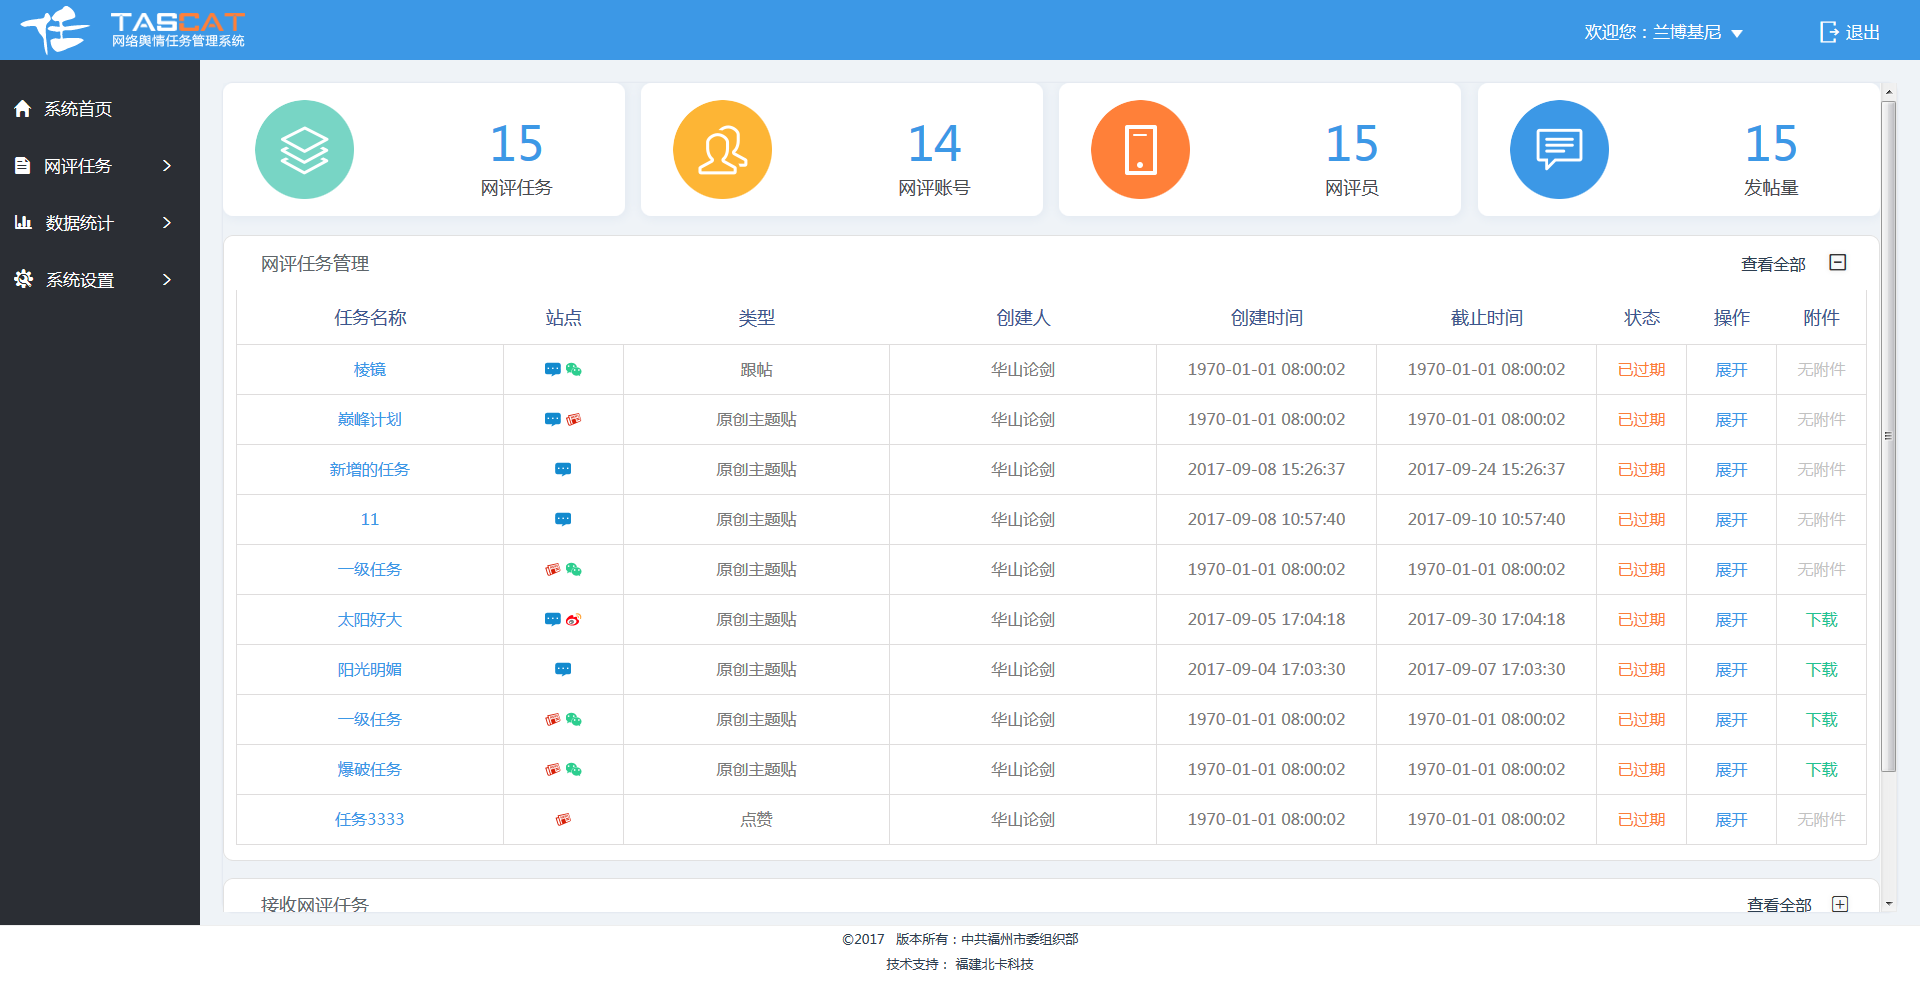 TASCAT
网络舆情任务管理系统
欢迎您：兰博基尼
退出
系统首页
网评任务
数据统计
系统设置
15
网评任务
14
网评账号
15
网评员
15
发帖量
网评任务管理 查看全部
任务名称 站点 类型 创建人 创建时间 截止时间 状态 操作 附件
棱镜 跟帖 华山论剑 1970-01-01 08:00:02 1970-01-01 08:00:02 已过期 展开 无附件
巅峰计划 原创主题贴 华山论剑 1970-01-01 08:00:02 1970-01-01 08:00:02 已过期 展开 无附件
新增的任务 原创主题贴 华山论剑 2017-09-08 15:26:37 2017-09-24 15:26:37 已过期 展开 无附件
11 原创主题贴 华山论剑 2017-09-08 10:57:40 2017-09-10 10:57:40 已过期 展开 无附件
一级任务 原创主题贴 华山论剑 1970-01-01 08:00:02 1970-01-01 08:00:02 已过期 展开 无附件
太阳好大 原创主题贴 华山论剑 2017-09-05 17:04:18 2017-09-30 17:04:18 已过期 展开 下载
阳光明媚 原创主题贴 华山论剑 2017-09-04 17:03:30 2017-09-07 17:03:30 已过期 展开 下载
一级任务 原创主题贴 华山论剑 1970-01-01 08:00:02 1970-01-01 08:00:02 已过期 展开 下载
爆破任务 原创主题贴 华山论剑 1970-01-01 08:00:02 1970-01-01 08:00:02 已过期 展开 下载
任务3333 点赞 华山论剑 1970-01-01 08:00:02 1970-01-01 08:00:02 已过期 展开 无附件
接收网评任务 查看全部
©2017 版本所有：中共福州市委组织部
技术支持： 福建北卡科技